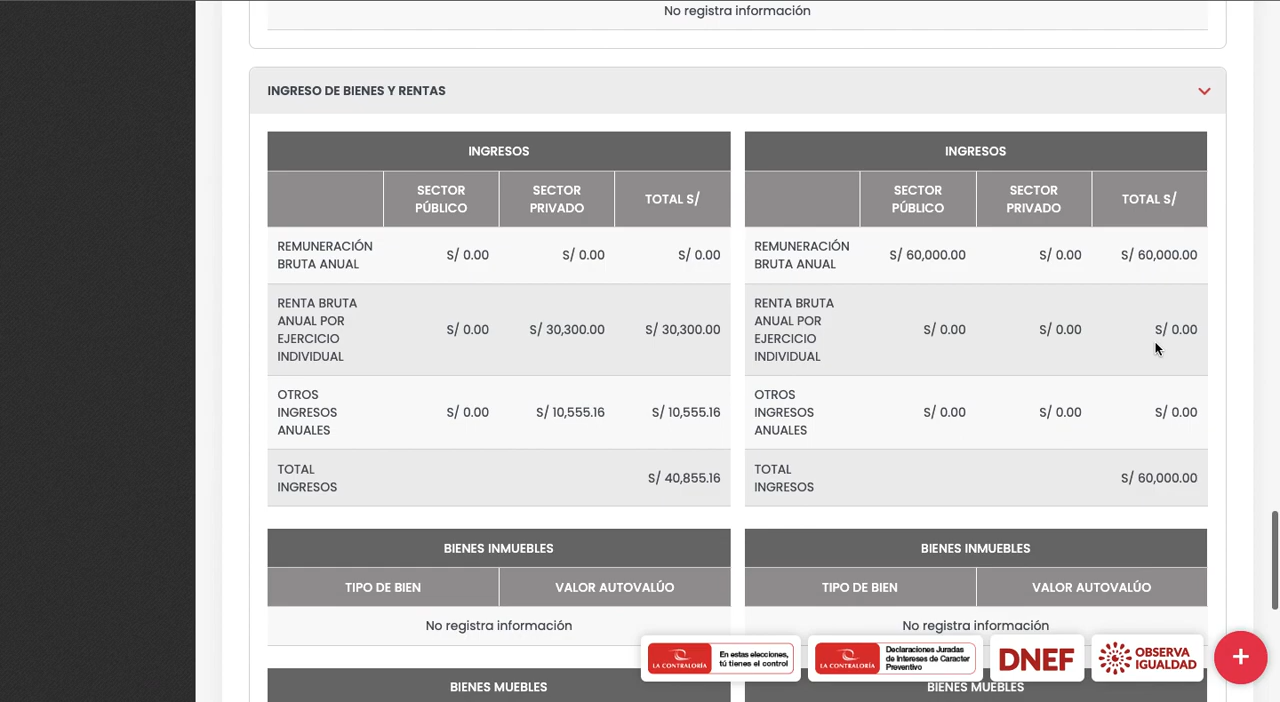 No registra información
INGRESO DE BIENES Y RENTAS
INGRESOS
SECTOR PÚBLICO
SECTOR PRIVADO
TOTAL S/
REMUNERACIÓN BRUTA ANUAL
S/ 0.00
S/ 0.00
S/ 0.00
RENTA BRUTA ANUAL POR EJERCICIO INDIVIDUAL
S/ 0.00
S/ 30,300.00
S/ 30,300.00
OTROS INGRESOS ANUALES
S/ 0.00
S/ 10,555.16
S/ 10,555.16
TOTAL INGRESOS
S/ 40,855.16
INGRESOS
SECTOR PÚBLICO
SECTOR PRIVADO
TOTAL S/
REMUNERACIÓN BRUTA ANUAL
S/ 60,000.00
S/ 0.00
S/ 60,000.00
RENTA BRUTA ANUAL POR EJERCICIO INDIVIDUAL
S/ 0.00
S/ 0.00
S/ 0.00
OTROS INGRESOS ANUALES
S/ 0.00
S/ 0.00
S/ 0.00
TOTAL INGRESOS
S/ 60,000.00
BIENES INMUEBLES
TIPO DE BIEN
VALOR AUTOVALÚO
No registra información
BIENES INMUEBLES
TIPO DE BIEN
VALOR AUTOVALÚO
No registra información
BIENES MUEBLES
BIENES MUEBLES
LA CONTRALORÍA
En estas elecciones,
tú tienes el control
LA CONTRALORÍA
Declaraciones Juradas
de Intereses de Caracter
Preventivo
DNEF
OBSERVA
IGUALDAD
+